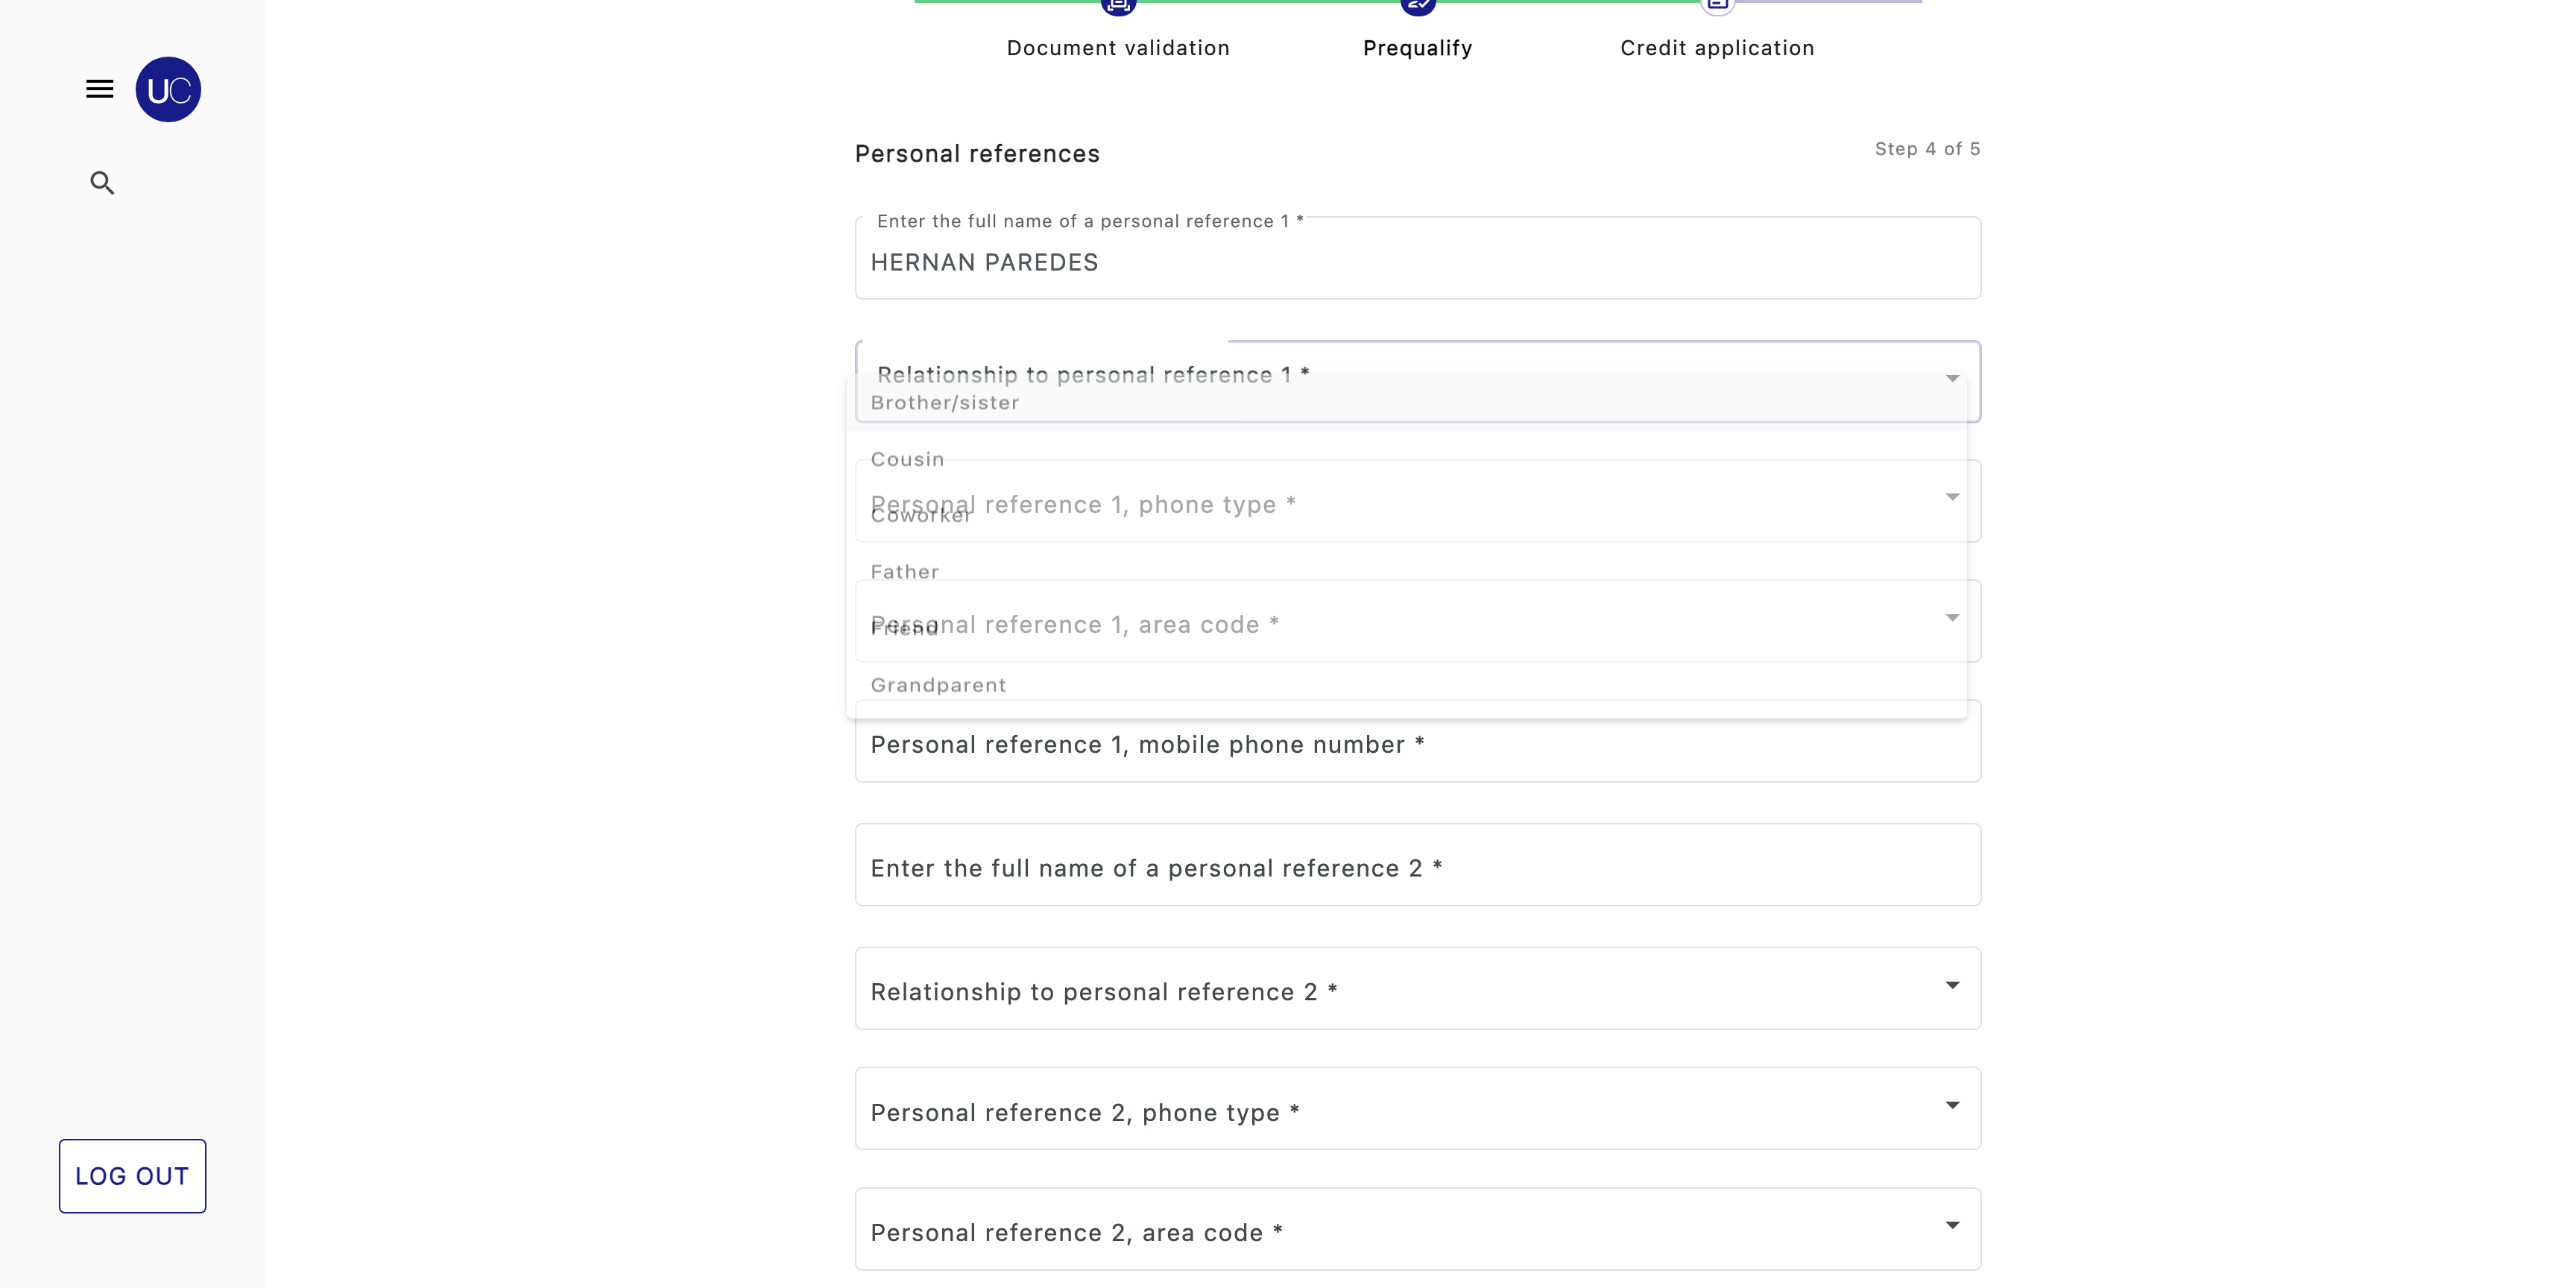 Document validation
Prequalify
Credit application
UC
Personal references
Step 4 of 5
Enter the full name of a personal reference 1 *
HERNAN PAREDES
Relationship to personal reference 1 *
Brother/sister
Cousin
Personal reference 1, phone type *
Coworker
Father
Personal reference 1, area code *
Friend
Grandparent
Personal reference 1, mobile phone number *
Enter the full name of a personal reference 2 *
Relationship to personal reference 2 *
Personal reference 2, phone type *
LOG OUT
Personal reference 2, area code *